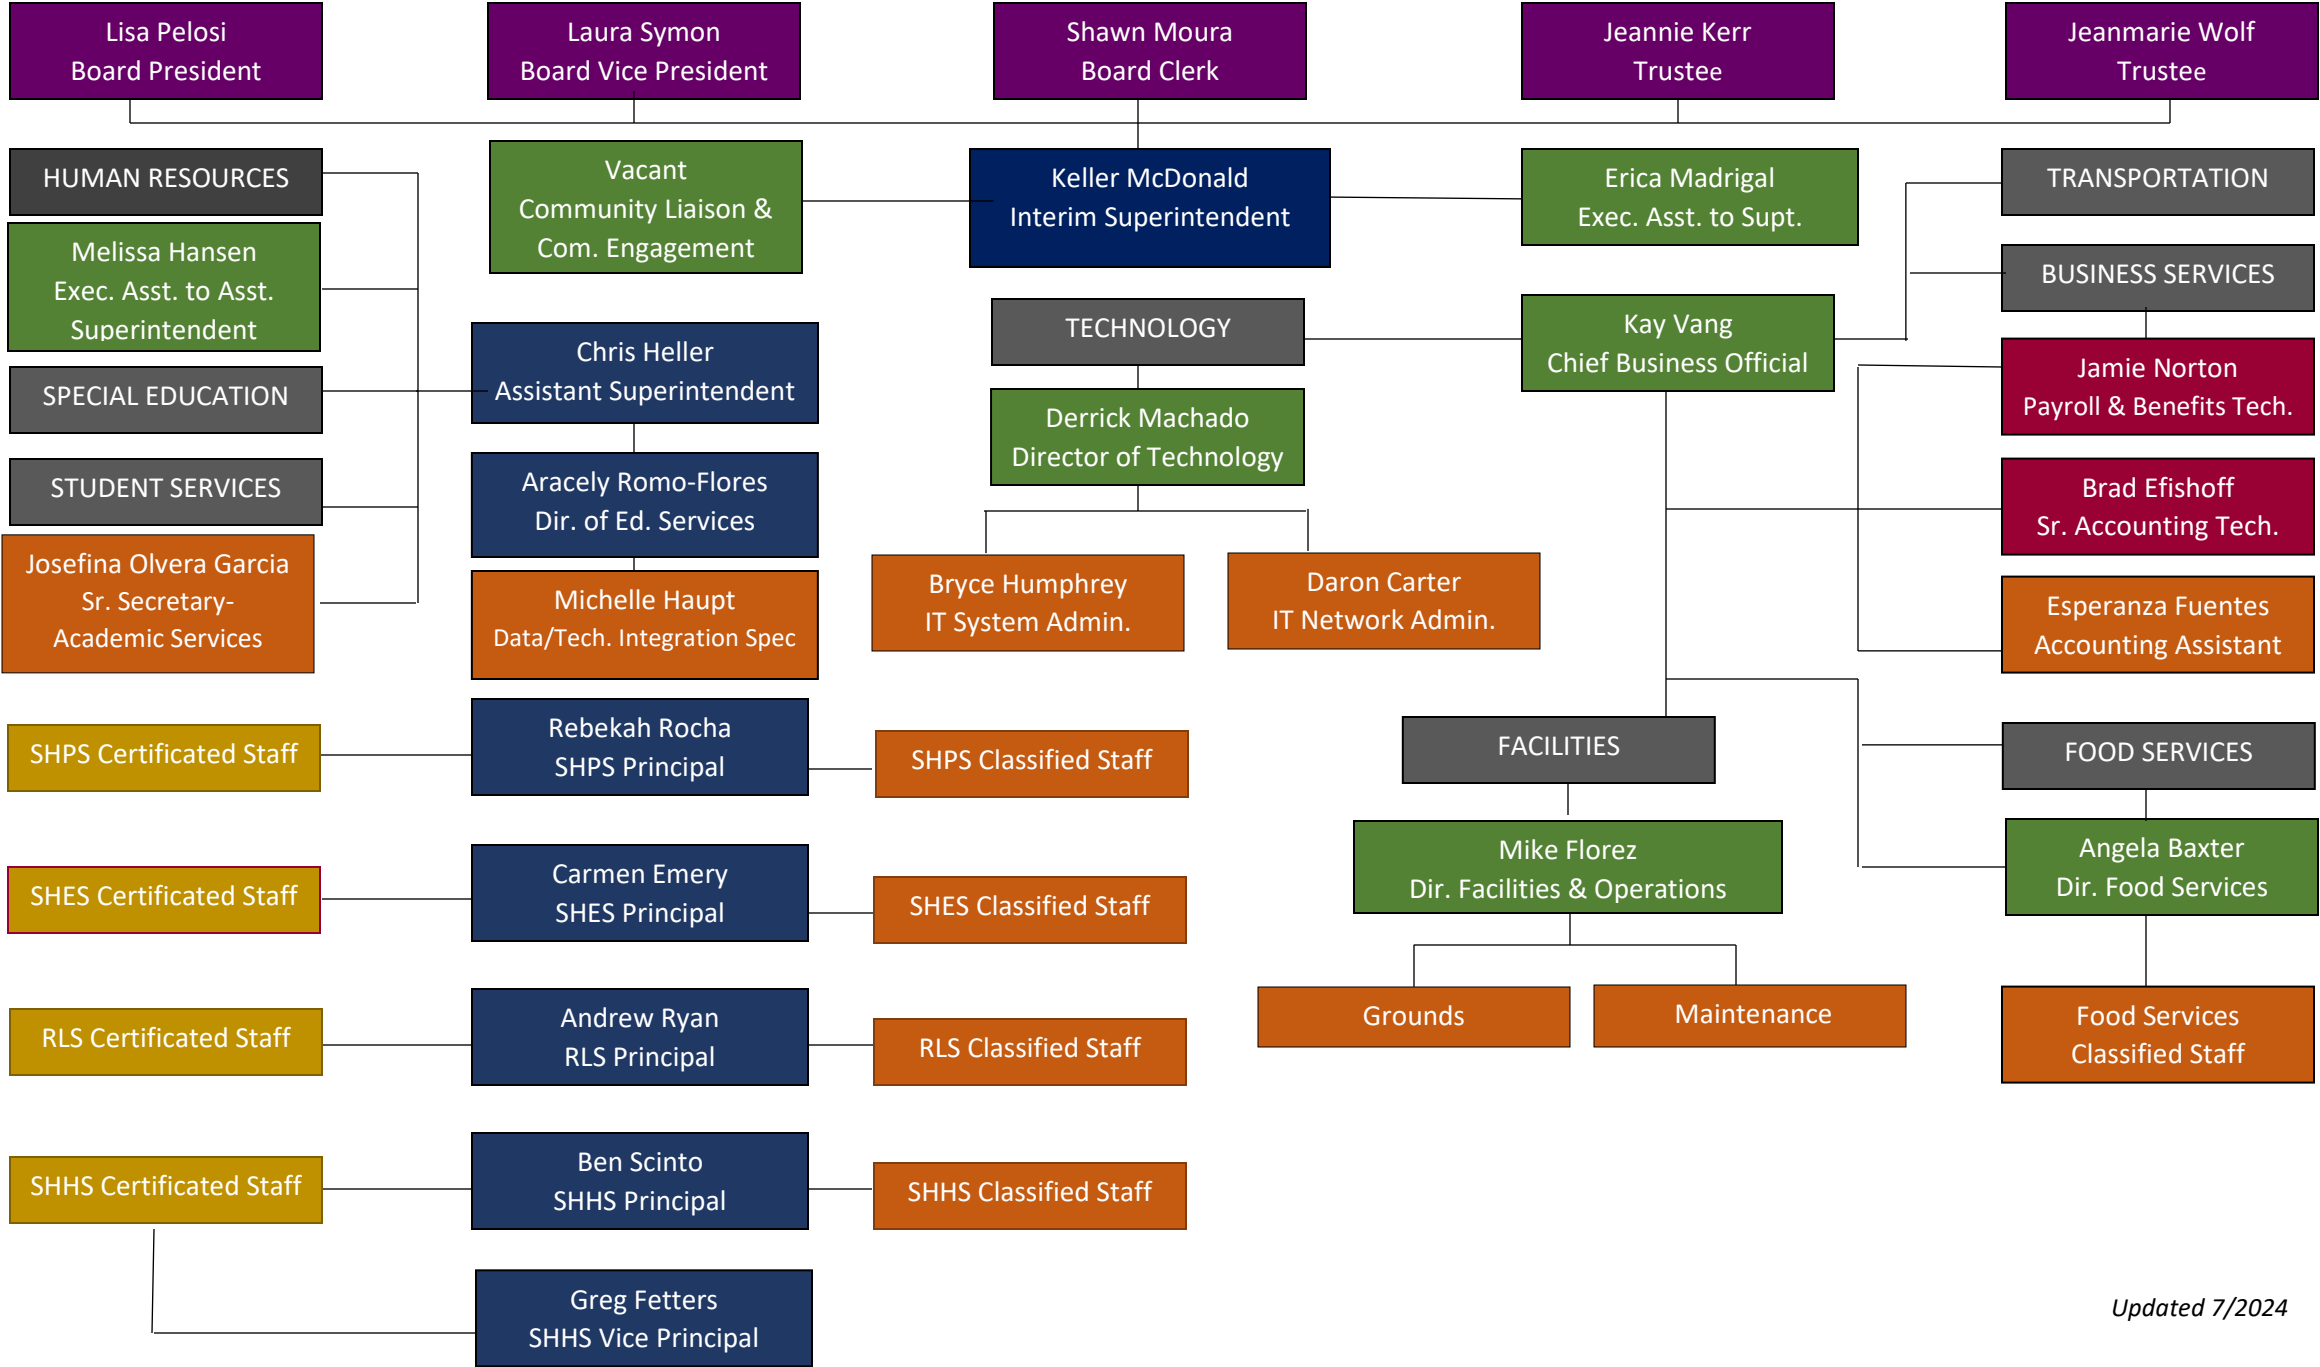 Lisa Pelosi
Board President
Laura Symon
Board Vice President
Shawn Moura
Board Clerk
Jeannie Kerr
Trustee
Jeanmarie Wolf
Trustee
HUMAN RESOURCES
Melissa Hansen
Exec. Asst. to Asst.
Superintendent
SPECIAL EDUCATION
STUDENT SERVICES
Josefina Olvera Garcia
Sr. Secretary-
Academic Services
Vacant
Community Liaison &
Com. Engagement
Keller McDonald
Interim Superintendent
Erica Madrigal
Exec. Asst. to Supt.
TRANSPORTATION
BUSINESS SERVICES
Chris Heller
Assistant Superintendent
Aracely Romo-Flores
Dir. of Ed. Services
Michelle Haupt
Data/Tech. Integration Spec
TECHNOLOGY
Derrick Machado
Director of Technology
Bryce Humphrey
IT System Admin.
Daron Carter
IT Network Admin.
Kay Vang
Chief Business Official
Jamie Norton
Payroll & Benefits Tech.
Brad Efishoff
Sr. Accounting Tech.
Esperanza Fuentes
Accounting Assistant
SHPS Certificated Staff
Rebekah Rocha
SHPS Principal
SHPS Classified Staff
FACILITIES
FOOD SERVICES
Mike Florez
Dir. Facilities & Operations
Angela Baxter
Dir. Food Services
SHES Certificated Staff
Carmen Emery
SHES Principal
SHES Classified Staff
Grounds
Maintenance
Food Services
Classified Staff
RLS Certificated Staff
Andrew Ryan
RLS Principal
RLS Classified Staff
SHHS Certificated Staff
Ben Scinto
SHHS Principal
SHHS Classified Staff
Greg Fetters
SHHS Vice Principal
Updated 7/2024